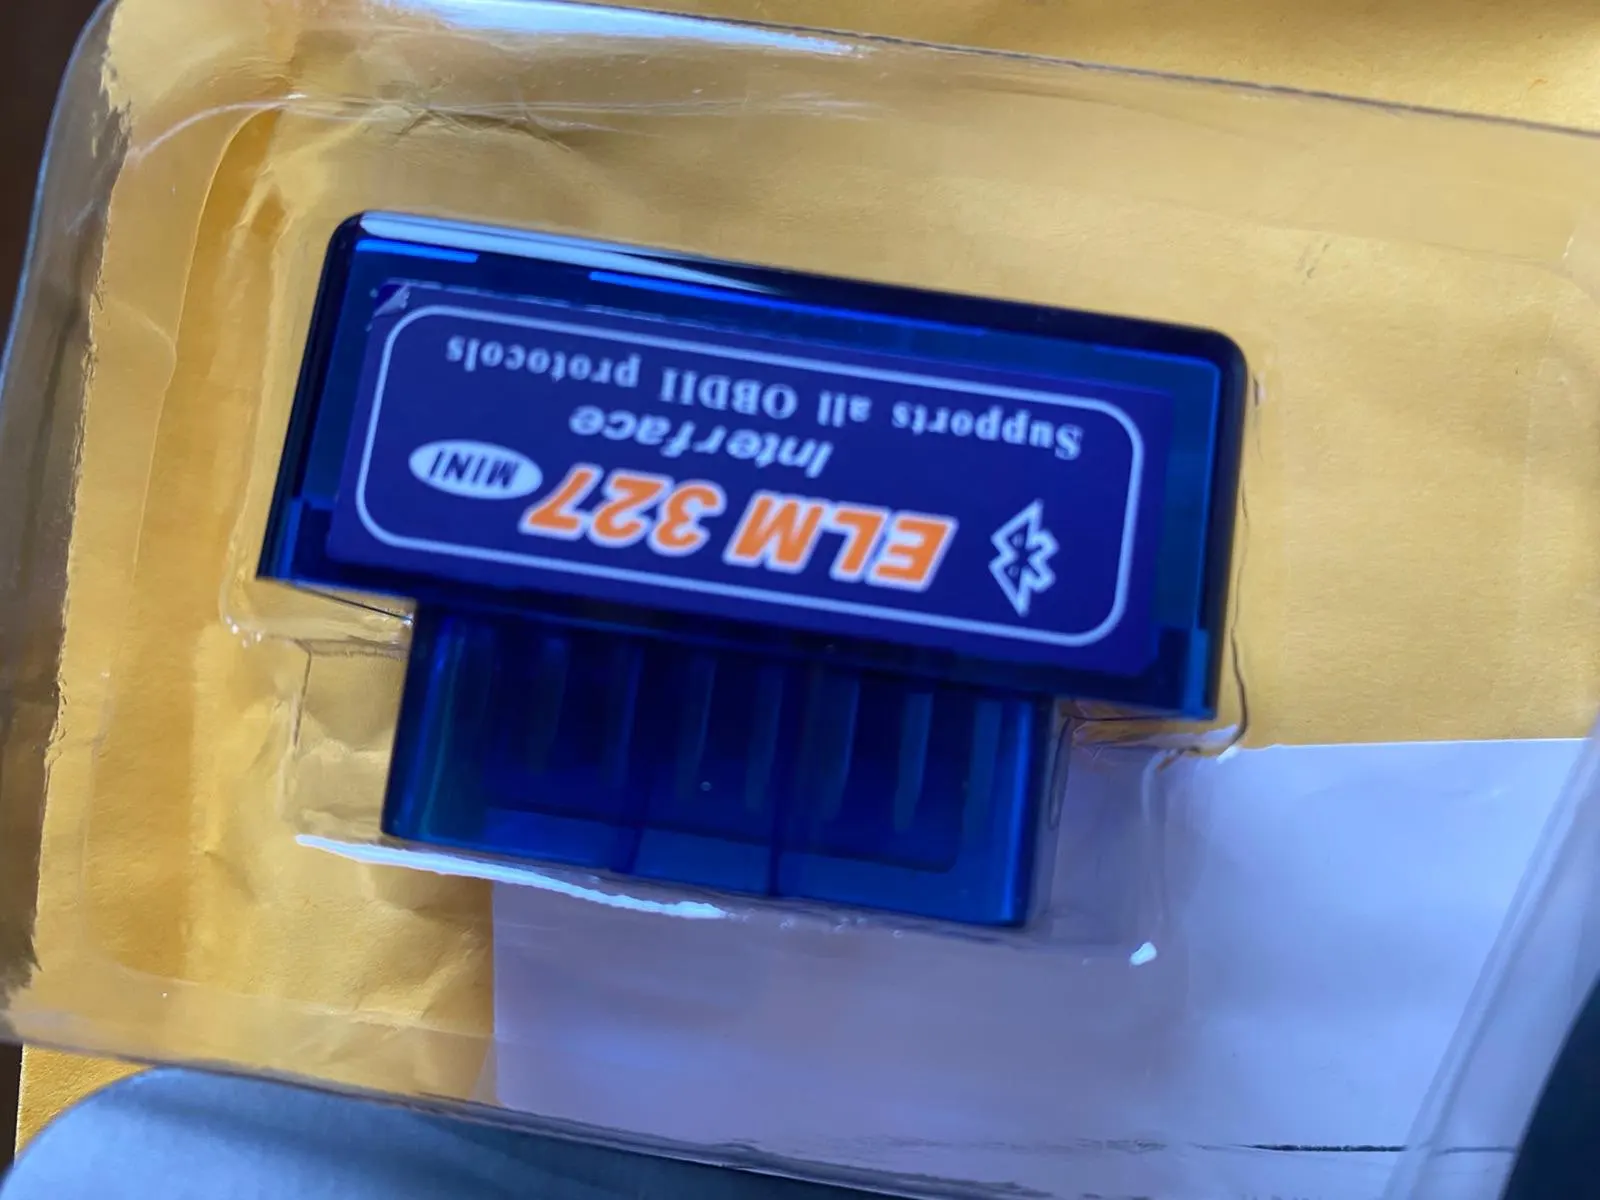 ELM 327 MINI
Interface
Supports all OBDII protocols